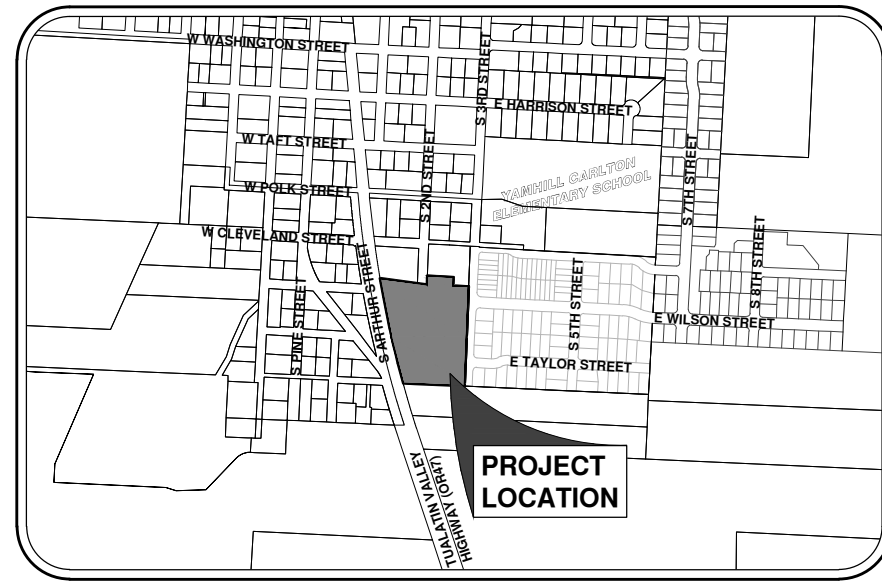 W WASHINGTON STREET
S 3RD STREET
E HARRISON STREET
W TAFT STREET
S 2ND STREET
S 7TH STREET
YAMHILL CARLTON
ELEMENTARY SCHOOL
W POLK STREET
W CLEVELAND STREET
S ARTHUR STREET
S 8TH STREET
S PINE STREET
S 5TH STREET
E WILSON STREET
E TAYLOR STREET
PROJECT
LOCATION
TUALATIN VALLEY
HIGHWAY (OR47)